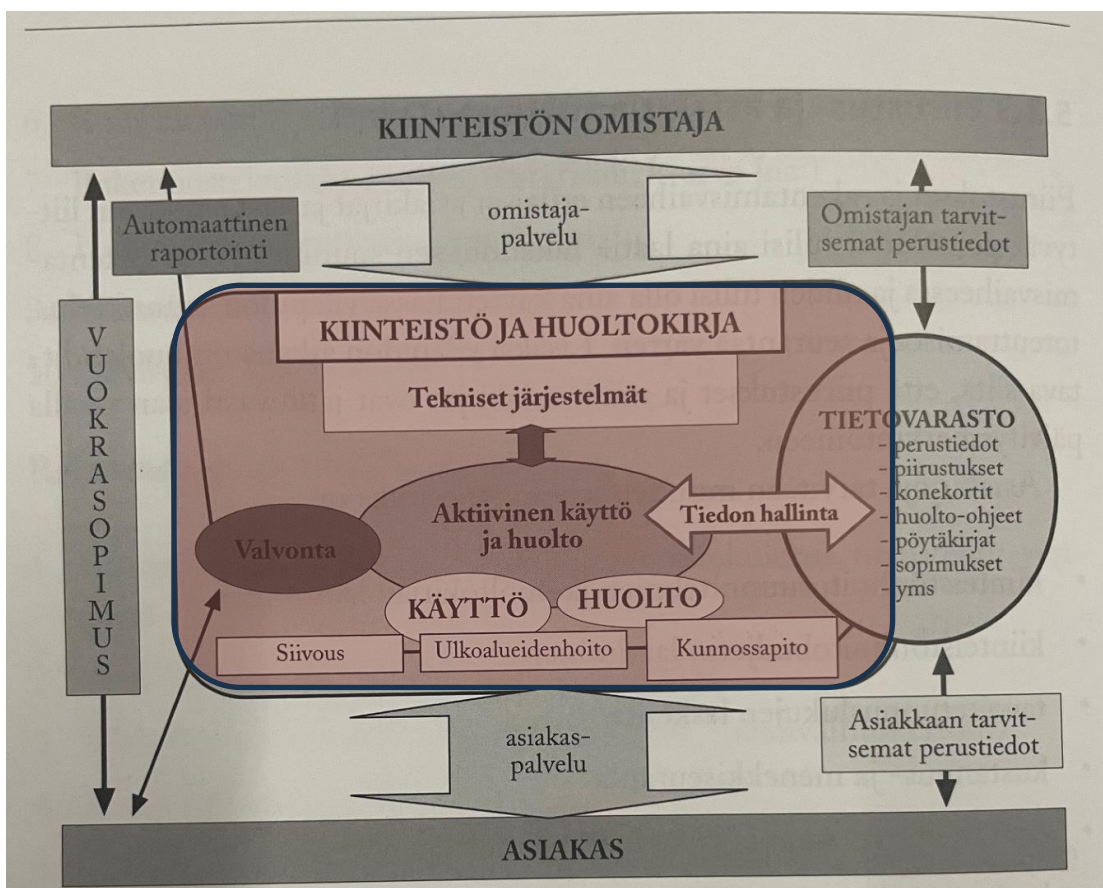 KIINTEISTÖN OMISTAJA
Automaattinen
raportointi
omistaja-
palvelu
Omistajan tarvit-
semat perustiedot
VUOKRASOPIMUS
KIINTEISTÖ JA HUOLTOKIRJA
Tekniset järjestelmät
TIETOVARASTO
- perustiedot
- piirustukset
- konekortit
- huolto-ohjeet
- pöytäkirjat
- sopimukset
- yms
Aktiivinen käyttö
ja huolto
Tiedon hallinta
Valvonta
KÄYTTÖ
HUOLTO
Siivous
Ulkoalueidenhoito
Kunnossapito
asiakas-
palvelu
Asiakkaan tarvit-
semat perustiedot
ASIAKAS